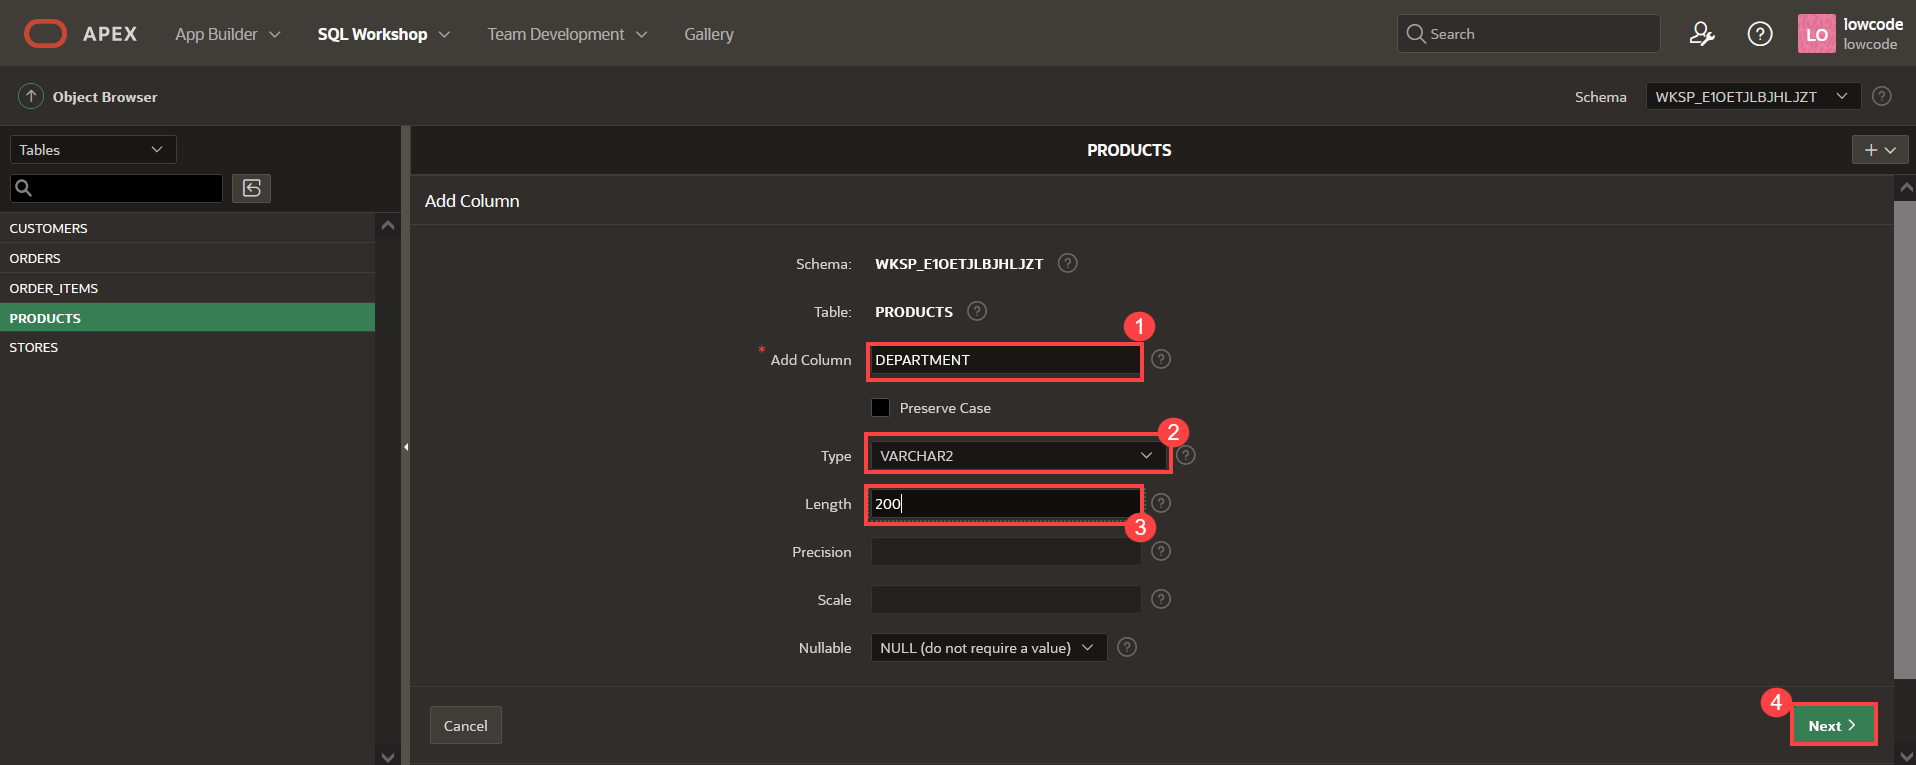 APEX App Builder SQL Workshop Team Development Gallery Search LO lowcode
lowcode
Object Browser Schema WKSP_E1OETJLBJHLJZT
Tables PRODUCTS
Add Column
CUSTOMERS
ORDERS
ORDER_ITEMS
PRODUCTS
STORES
Schema: WKSP_E1OETJLBJHLJZT
Table: PRODUCTS
1
* Add Column DEPARTMENT
Preserve Case
2
Type VARCHAR2
Length 200
3
Precision
Scale
Nullable NULL (do not require a value)
4
Cancel Next